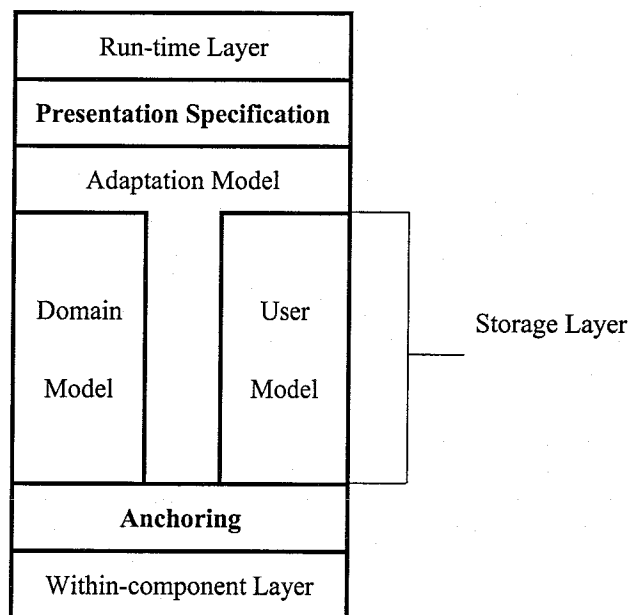 Run-time Layer
Presentation Specification
Adaptation Model
Domain
Model
User
Model
Storage Layer
Anchoring
Within-component Layer